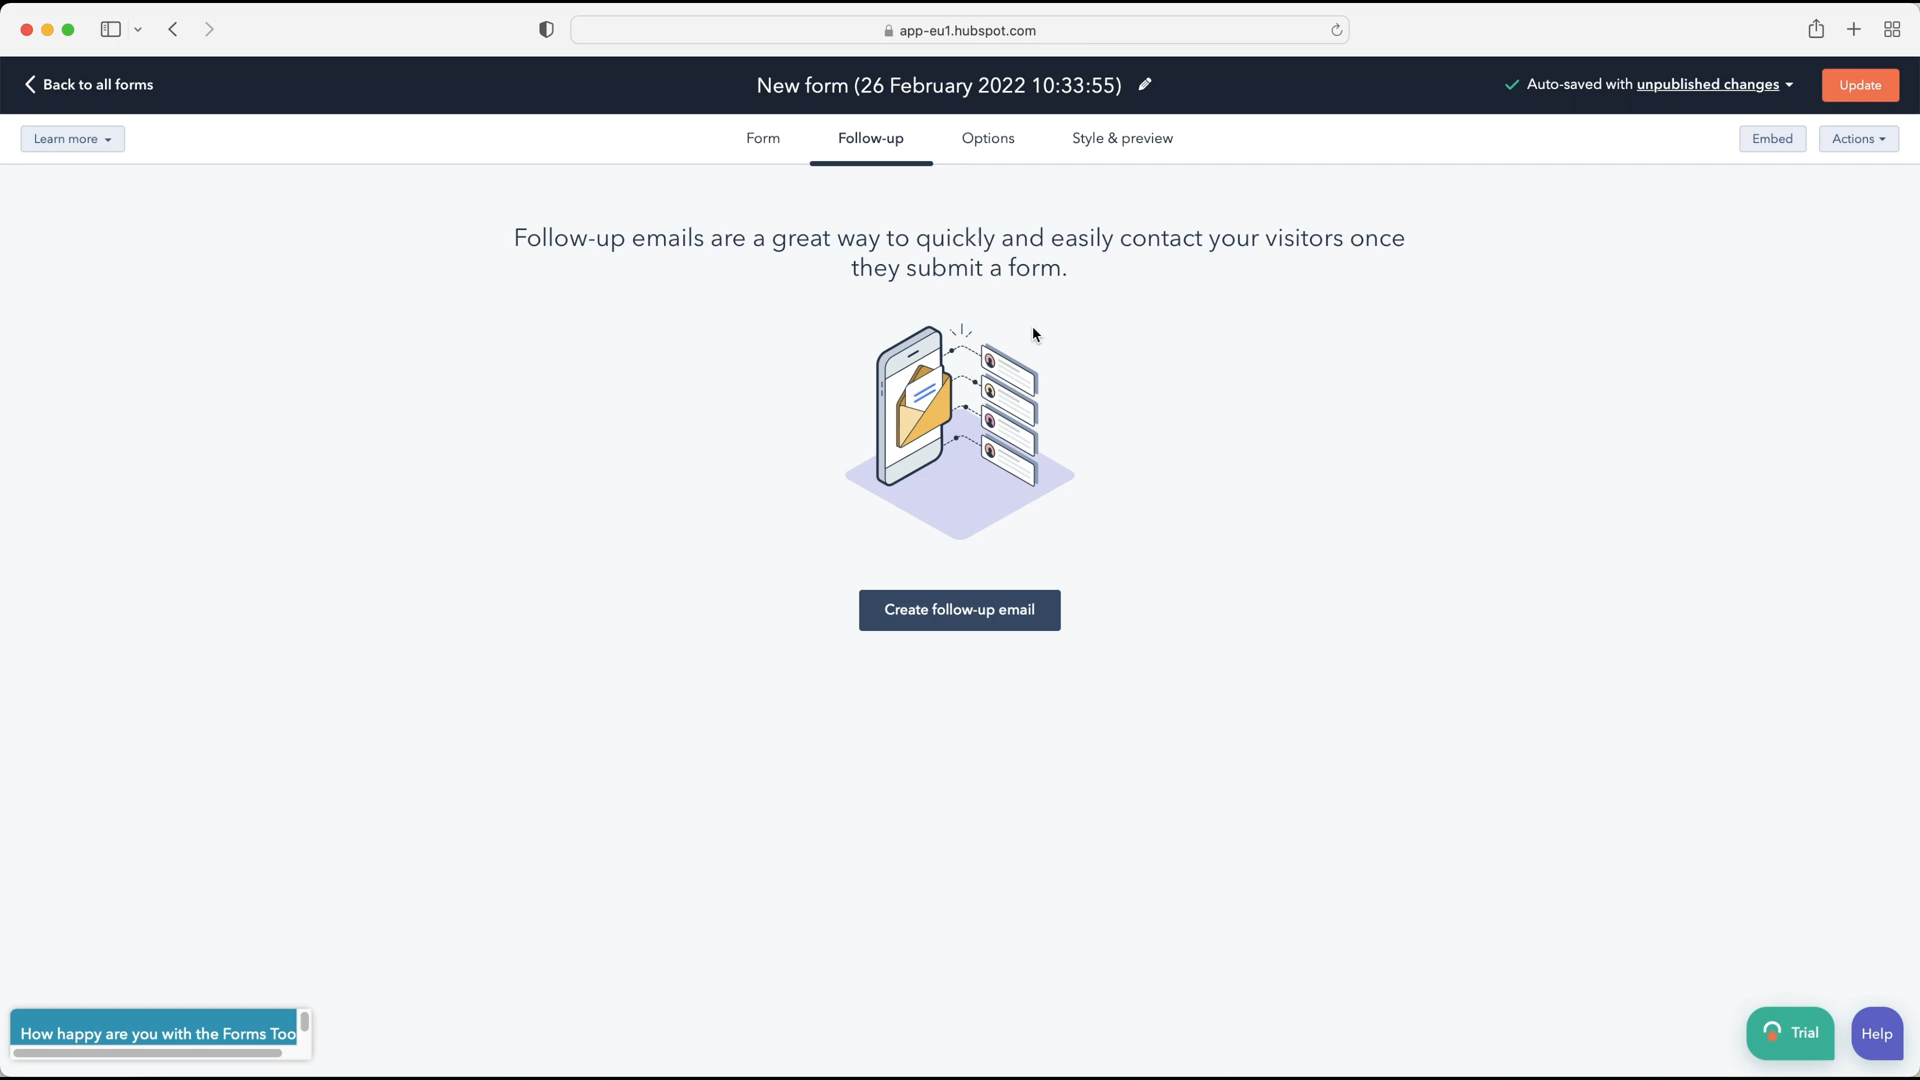 app-eu1.hubspot.com
Back to all forms
New form (26 February 2022 10:33:55)
Auto-saved with unpublished changes
Update
Learn more
Form
Follow-up
Options
Style & preview
Embed
Actions
Follow-up emails are a great way to quickly and easily contact your visitors once
they submit a form.
Create follow-up email
How happy are you with the Forms Too
Trial
Help